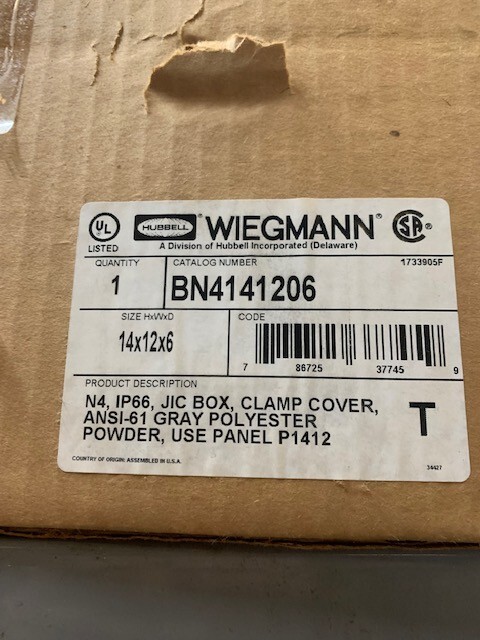 UL
LISTED
HUBBELL® WIEGMANN® SA®
A Division of Hubbell Incorporated (Delaware)
QUANTITY
1
CATALOG NUMBER 1733905F
BN4141206
SIZE HxWxD
14x12x6
CODE
7 86725 37745 9
PRODUCT DESCRIPTION
N4, IP66, JIC BOX, CLAMP COVER,
ANSI-61 GRAY POLYESTER
POWDER, USE PANEL P1412
T
COUNTRY OF ORIGIN: ASSEMBLED IN U.S.A.
34427